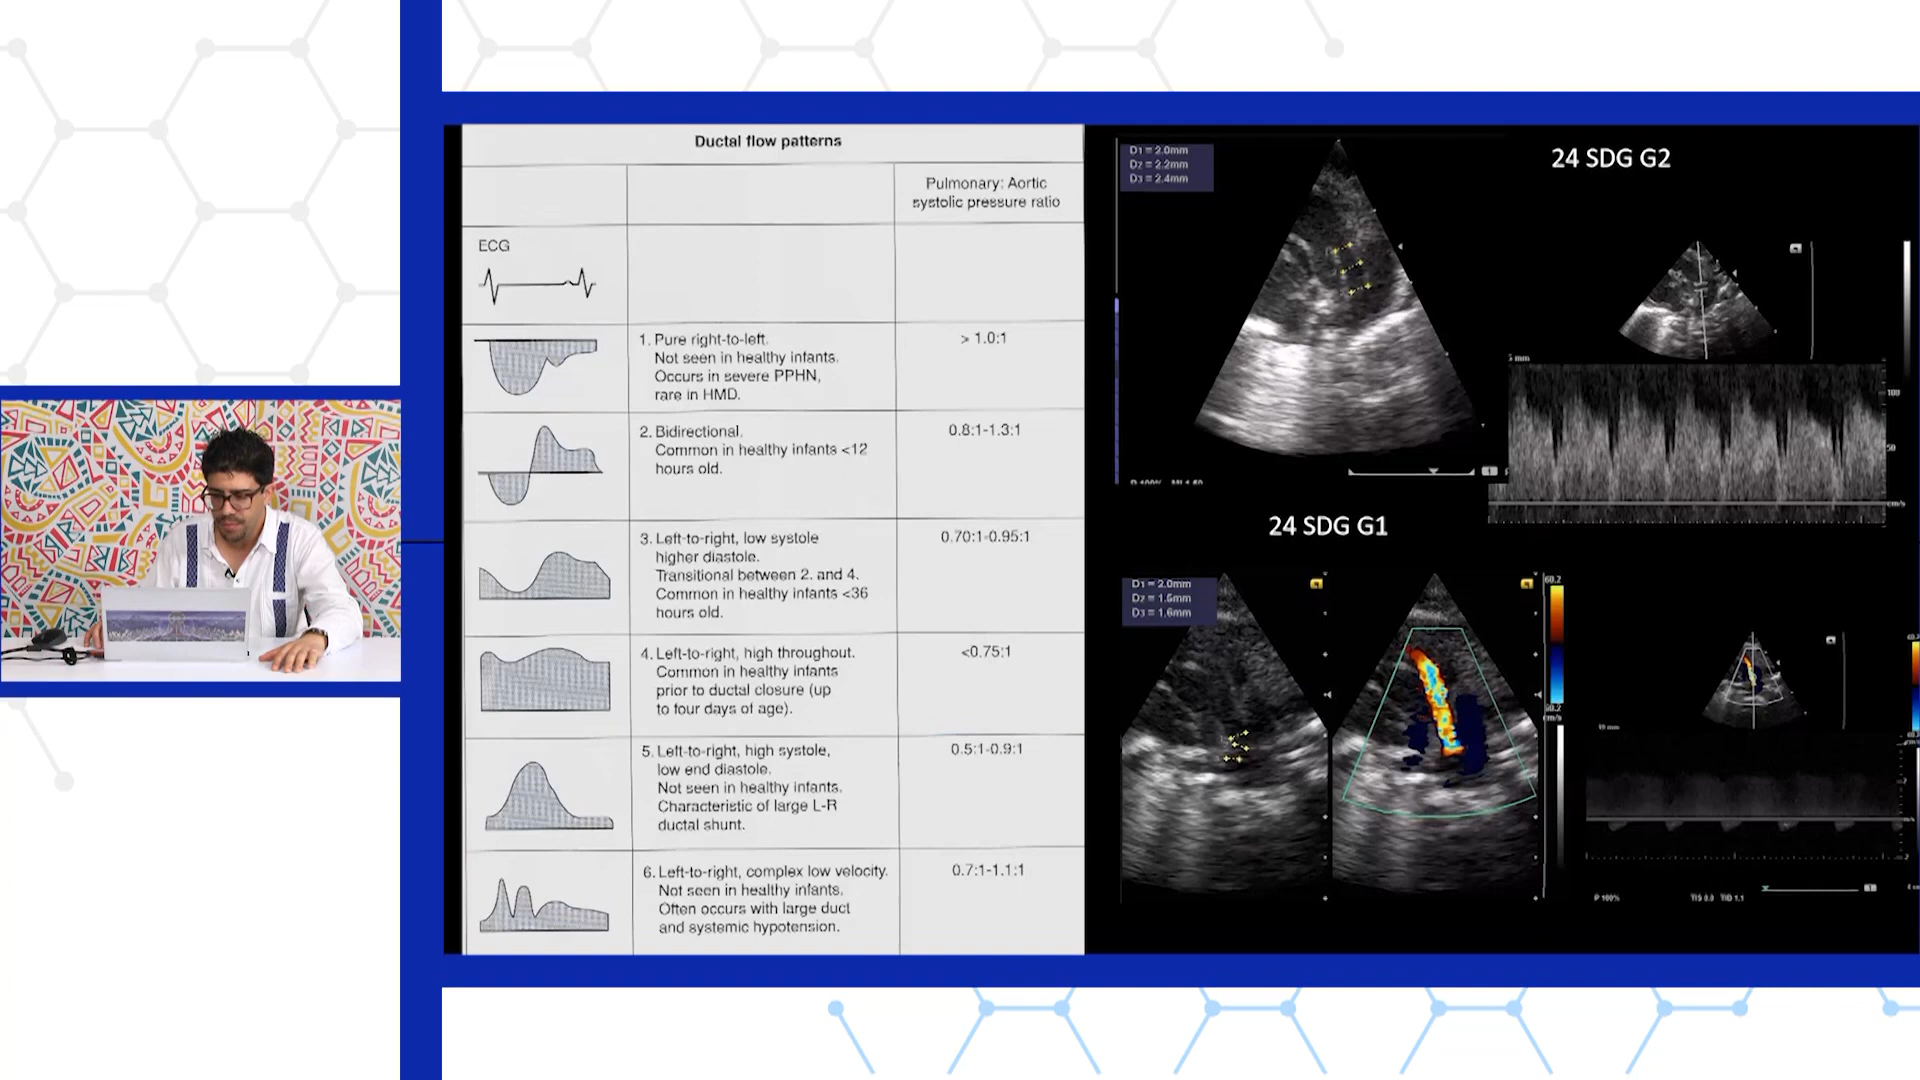 Ductal flow patterns
Pulmonary: Aortic
systolic pressure ratio
ECG
1. Pure right-to-left.
Not seen in healthy infants.
Occurs in severe PPHN,
rare in HMD.
> 1.0:1
2. Bidirectional.
Common in healthy infants <12
hours old.
0.8:1-1.3:1
3. Left-to-right, low systole
higher diastole.
Transitional between 2. and 4.
Common in healthy infants <36
hours old.
0.70:1-0.95:1
4. Left-to-right, high throughout.
Common in healthy infants
prior to ductal closure (up
to four days of age).
<0.75:1
5. Left-to-right, high systole,
low end diastole.
Not seen in healthy infants.
Characteristic of large L-R
ductal shunt.
0.5:1-0.9:1
6. Left-to-right, complex low velocity.
Not seen in healthy infants.
Often occurs with large duct
and systemic hypotension.
0.7:1-1.1:1
24 SDG G2
D1 = 2.0mm
D2 = 2.2mm
D3 = 2.4mm
100
50
cm/s
24 SDG G1
D1 = 2.0mm
D2 = 1.5mm
D3 = 1.6mm
60.2
cm/s
P 100%